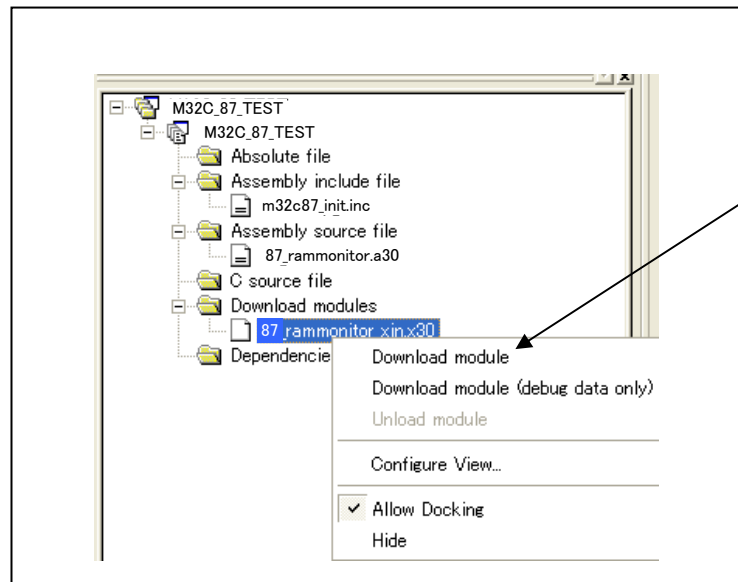 M32C_87_TEST
M32C_87_TEST
Absolute file
Assembly include file
m32c87_init.inc
Assembly source file
87_rammonitor.a30
C source file
Download modules
87_rammonitor_xin.x30
Dependencie
Download module
Download module (debug data only)
Unload module
Configure View...
Allow Docking
Hide